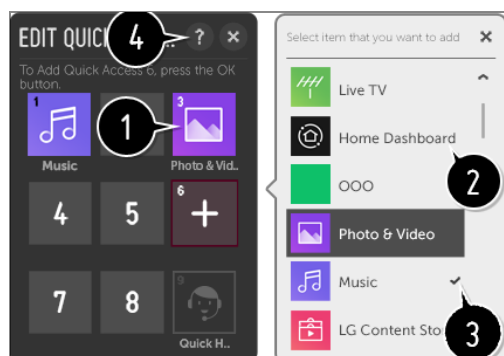 EDIT QUIC 4 .. ? ×
To Add Quick Access 6, press the OK
button.
1 3
1
Music Photo & Vid..
4 5 6 +
7 8 9
Quick H..
Select item that you want to add ×
Live TV
Home Dashboard
2
OOO
Photo & Video
Music
LG Content Sto
3